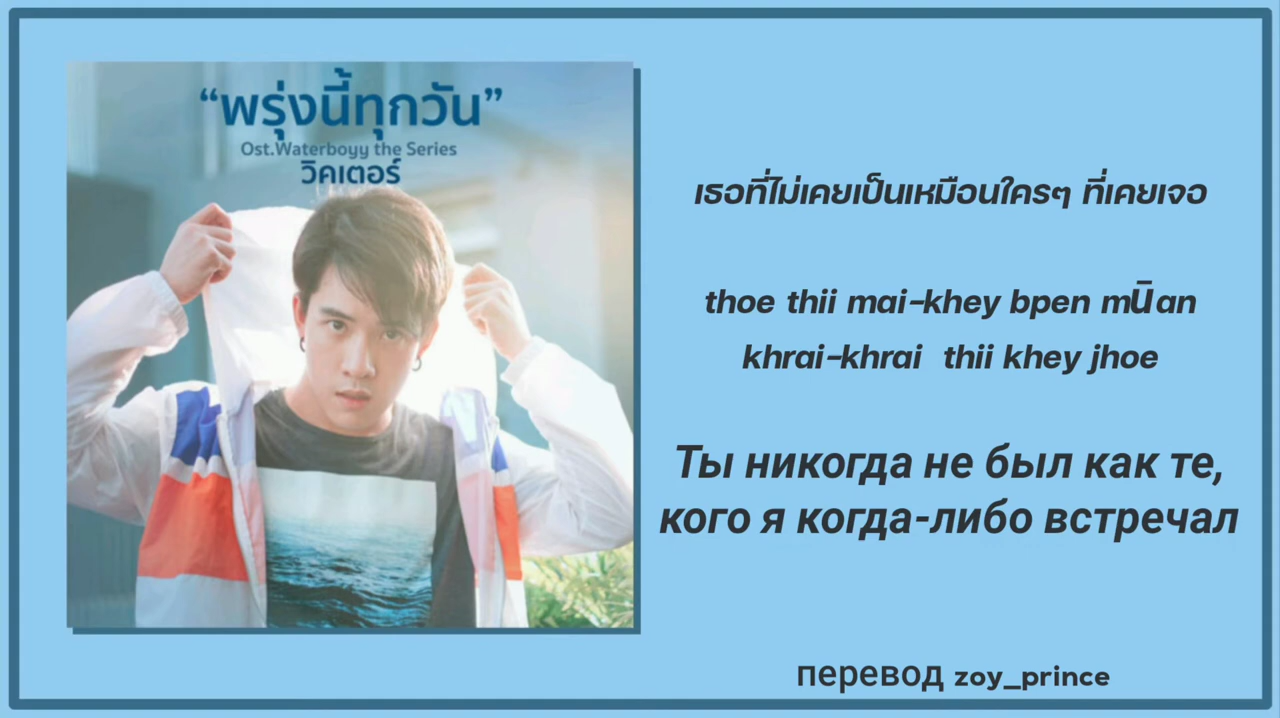 “พรุ่งนี้ทุกวัน”
Ost.Waterboyy the Series
วิคเตอร์
เธอที่ไม่เคยเป็นเหมือนใครๆ ที่เคยเจอ
thoe thii mai-khey bpen mūan
khrai-khrai thii khey jhoe
Ты никогда не был как те,
кого я когда-либо встречал
перевод zoy_prince